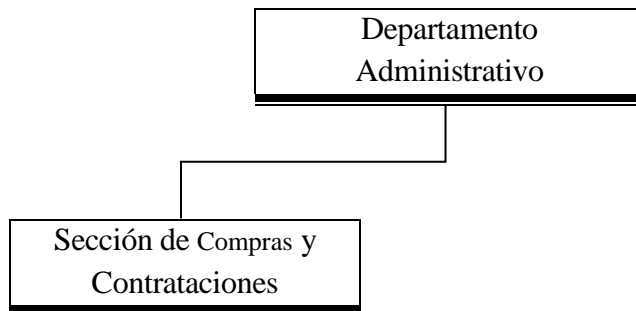 Departamento
Administrativo
Sección de Compras y
Contrataciones